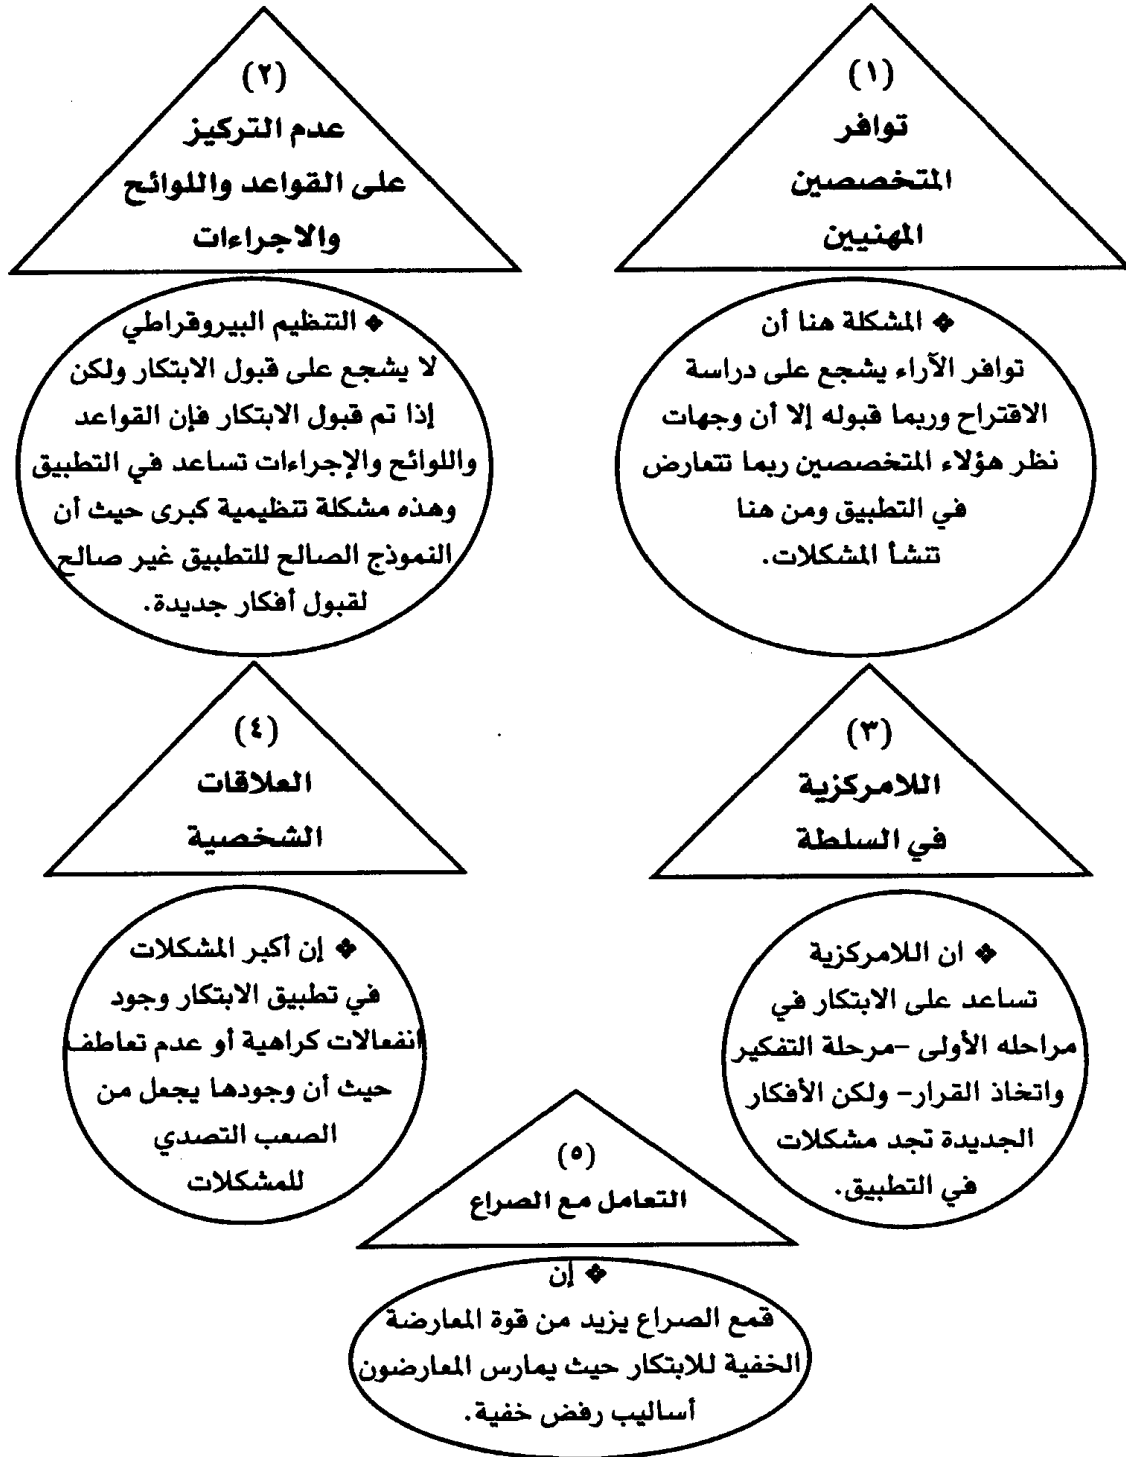 (١)
توافر
المتخصصين
المهنيين
❖ المشكلة هنا أن
توافر الآراء يشجع على دراسة
الاقتراح وربما قبوله إلا أن وجهات
نظر هؤلاء المتخصصين ربما تتعارض
في التطبيق ومن هنا
تنشأ المشكلات.
(٢)
عدم التركيز
على القواعد واللوائح
والاجراءات
❖ التنظيم البيروقراطي
لا يشجع على قبول الابتكار ولكن
إذا تم قبول الابتكار فإن القواعد
واللوائح والإجراءات تساعد في التطبيق
وهذه مشكلة تنظيمية كبرى حيث أن
النموذج الصالح للتطبيق غير صالح
لقبول أفكار جديدة.
(٣)
اللامركزية
في السلطة
❖ ان اللامركزية
تساعد على الابتكار في
مراحله الأولى -مرحلة التفكير
واتخاذ القرار- ولكن الأفكار
الجديدة تجد مشكلات
في التطبيق.
(٤)
العلاقات
الشخصية
❖ إن أكبر المشكلات
في تطبيق الابتكار وجود
انفعالات كراهية أو عدم تعاطف
حيث أن وجودها يجعل من
الصعب التصدي
للمشكلات
(٥)
التعامل مع الصراع
❖ إن
قمع الصراع يزيد من قوة المعارضة
الخفية للابتكار حيث يمارس المعارضون
أساليب رفض خفية.